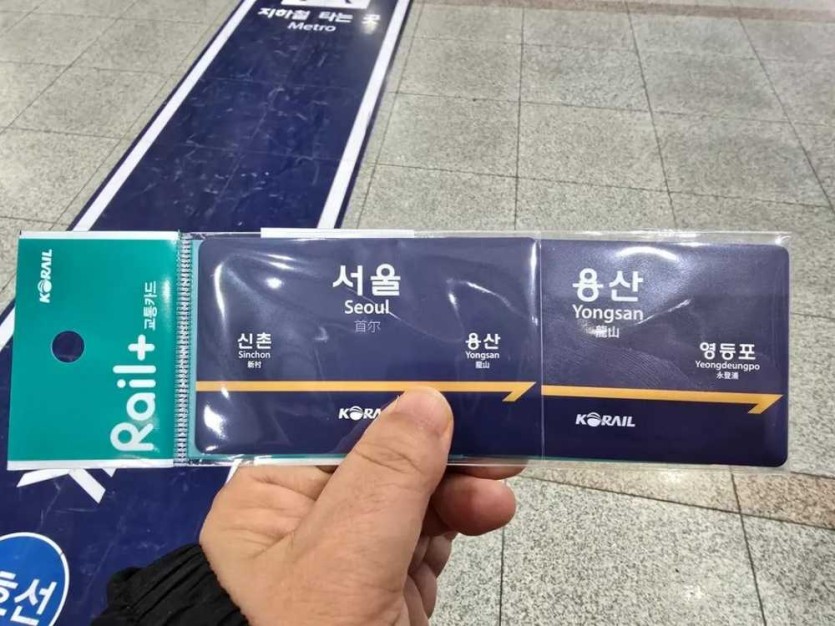 지하철 타는 곳
Metro
KORAIL
Rail+ 교통카드
서울
Seoul
首尔
신촌
Sinchon
新村
용산
Yongsan
龍山
KORAIL
용산
Yongsan
龍山
영등포
Yeongdeungpo
永登浦
KORAIL
호선